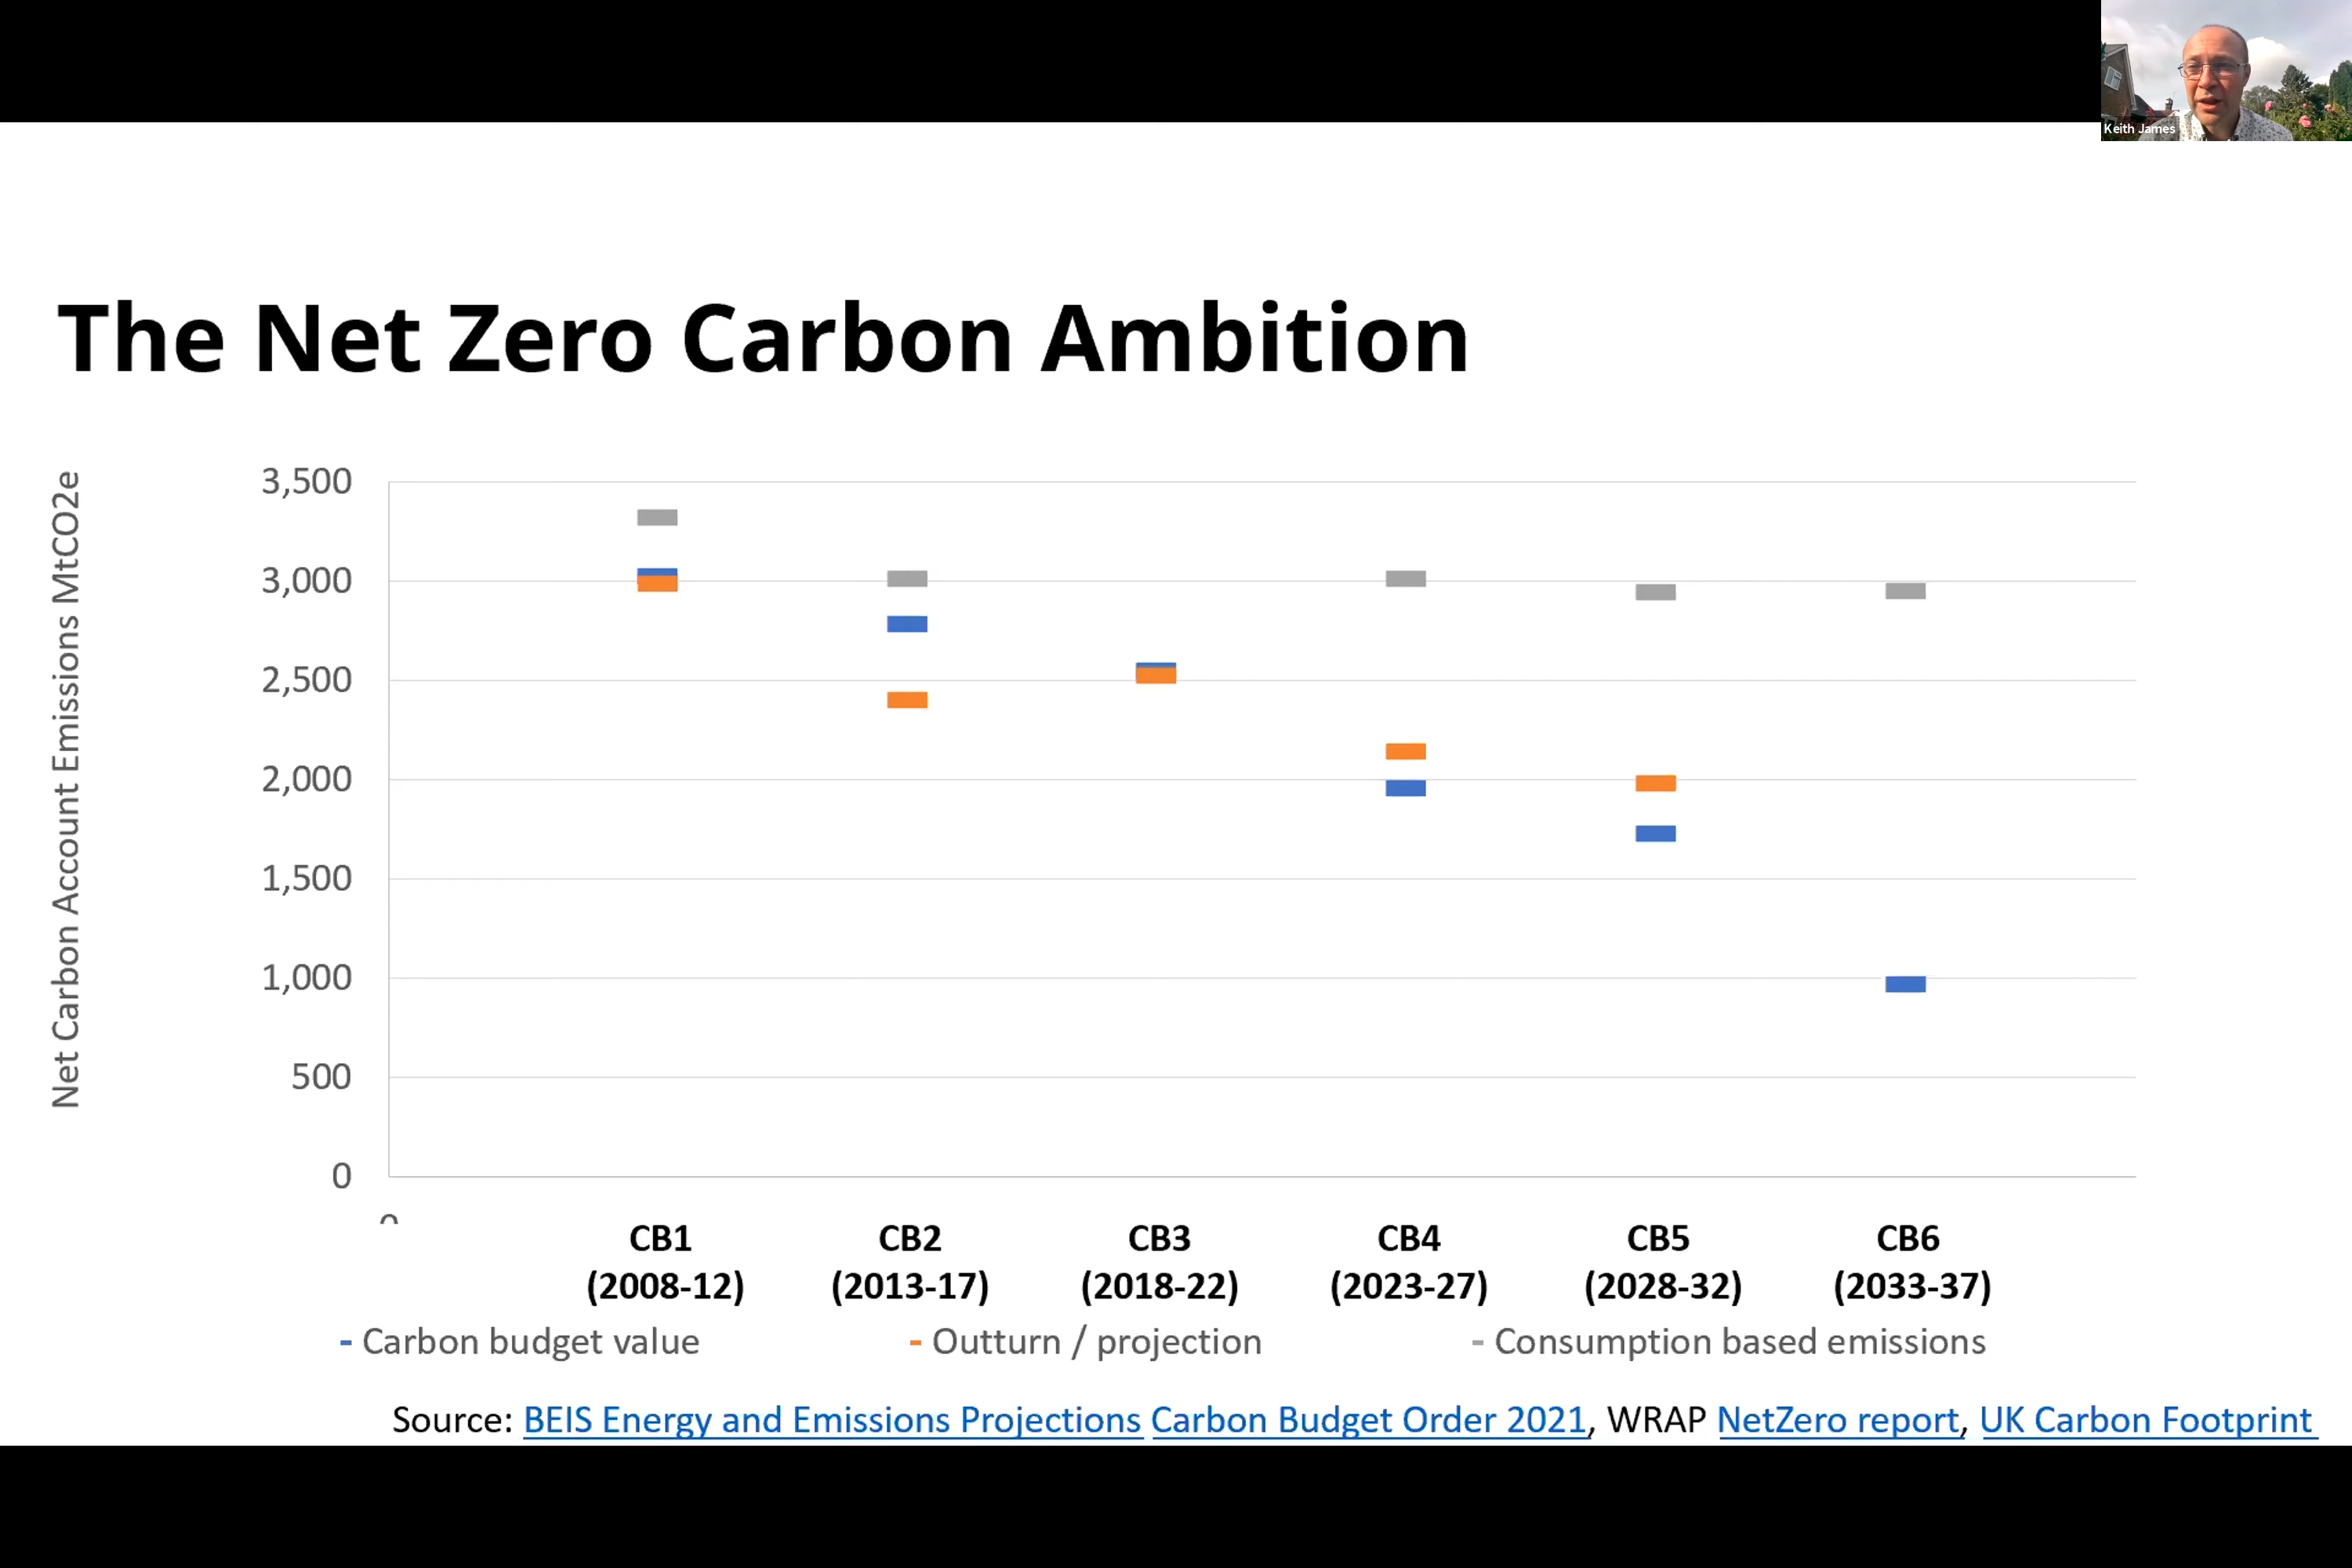 Keith James
The Net Zero Carbon Ambition
Net Carbon Account Emissions MtCO2e
3,500
3,000
2,500
2,000
1,500
1,000
500
0
CB1
(2008-12)
CB2
(2013-17)
CB3
(2018-22)
CB4
(2023-27)
CB5
(2028-32)
CB6
(2033-37)
Carbon budget value
Outturn / projection
Consumption based emissions
Source: BEIS Energy and Emissions Projections Carbon Budget Order 2021, WRAP NetZero report, UK Carbon Footprint